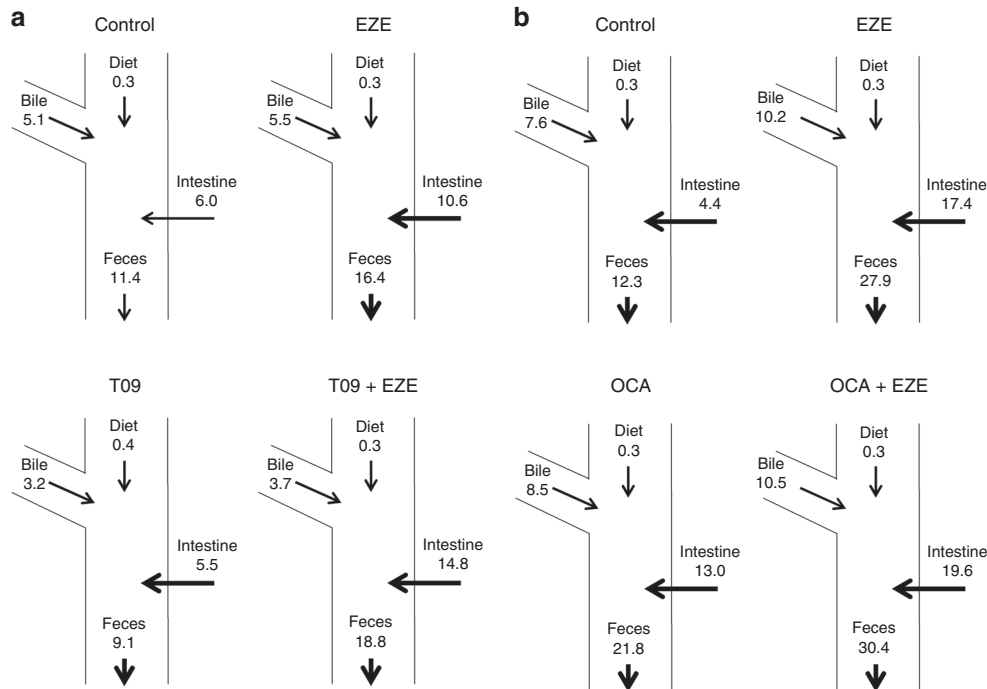 a
Control
Diet
0.3
Bile
5.1
Intestine
6.0
Feces
11.4
EZE
Diet
0.3
Bile
5.5
Intestine
10.6
Feces
16.4
T09
Diet
0.4
Bile
3.2
Intestine
5.5
Feces
9.1
T09 + EZE
Diet
0.3
Bile
3.7
Intestine
14.8
Feces
18.8
b
Control
Diet
0.3
Bile
7.6
Intestine
4.4
Feces
12.3
EZE
Diet
0.3
Bile
10.2
Intestine
17.4
Feces
27.9
OCA
Diet
0.3
Bile
8.5
Intestine
13.0
Feces
21.8
OCA + EZE
Diet
0.3
Bile
10.5
Intestine
19.6
Feces
30.4